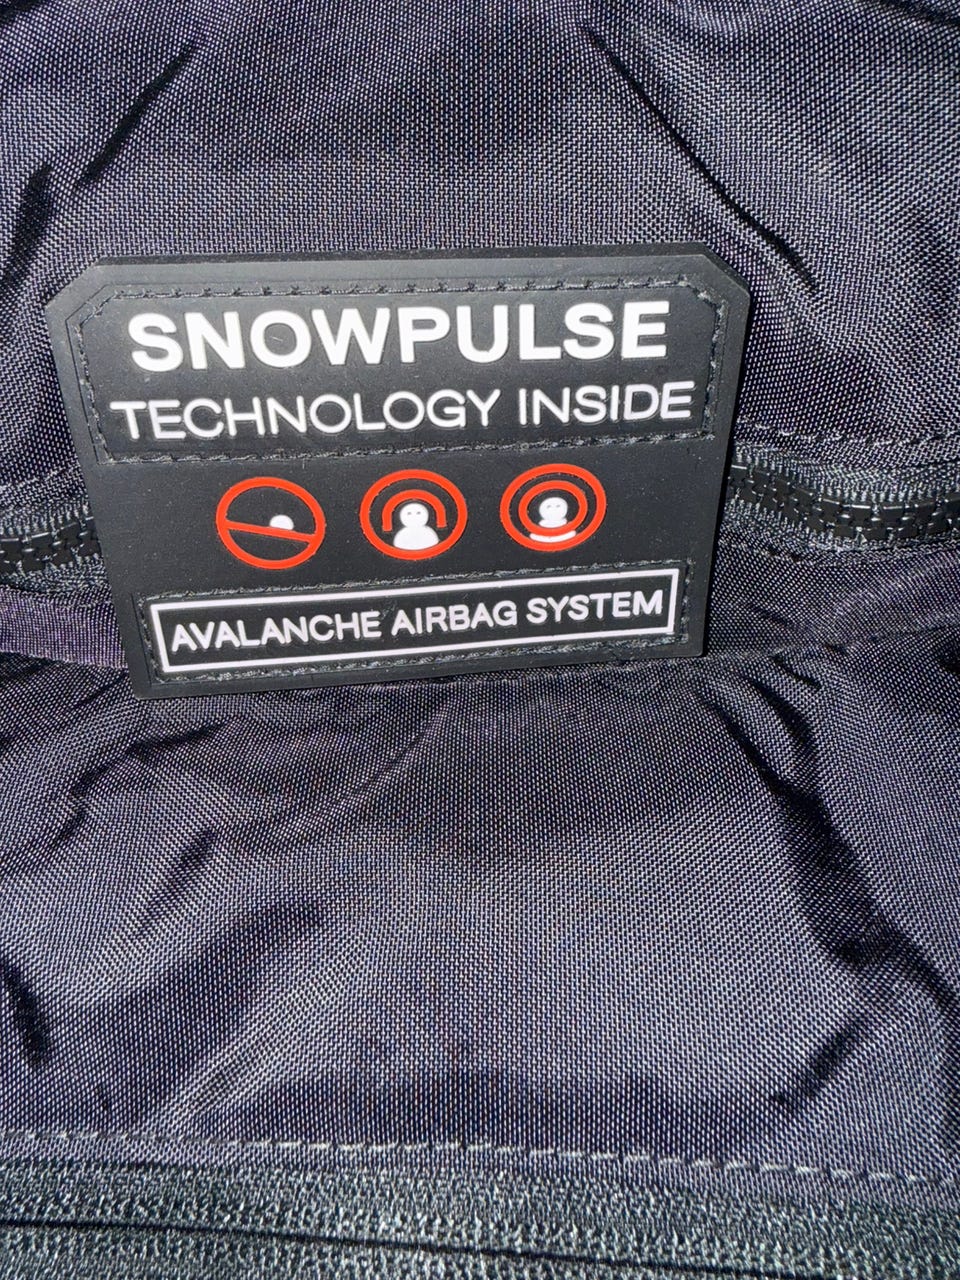 SNOWPULSE
TECHNOLOGY INSIDE
AVALANCHE AIRBAG SYSTEM